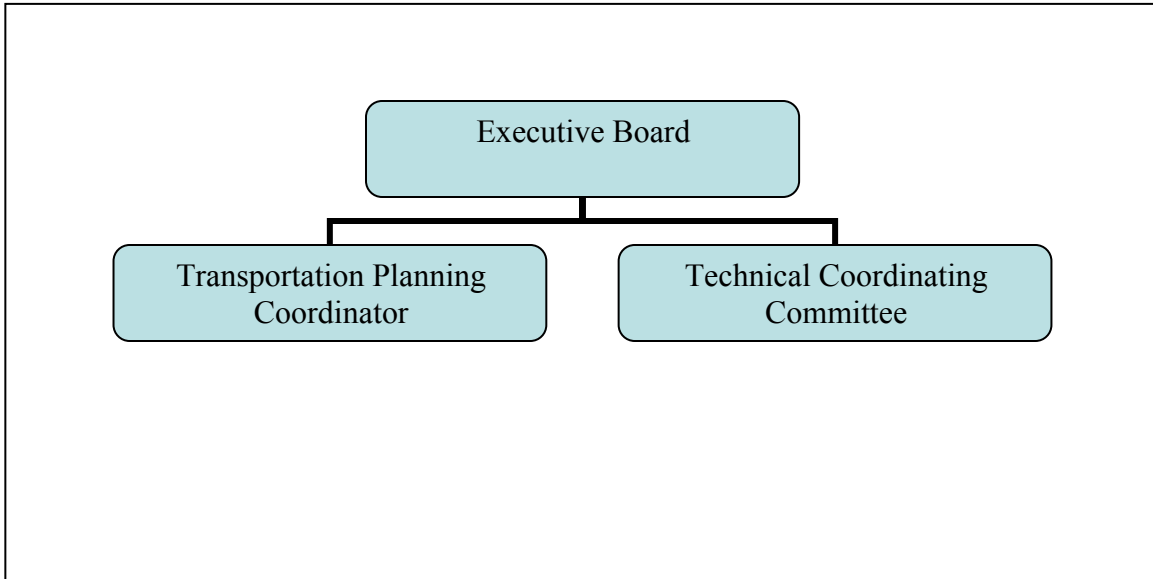 Executive Board
Transportation Planning
Coordinator
Technical Coordinating
Committee